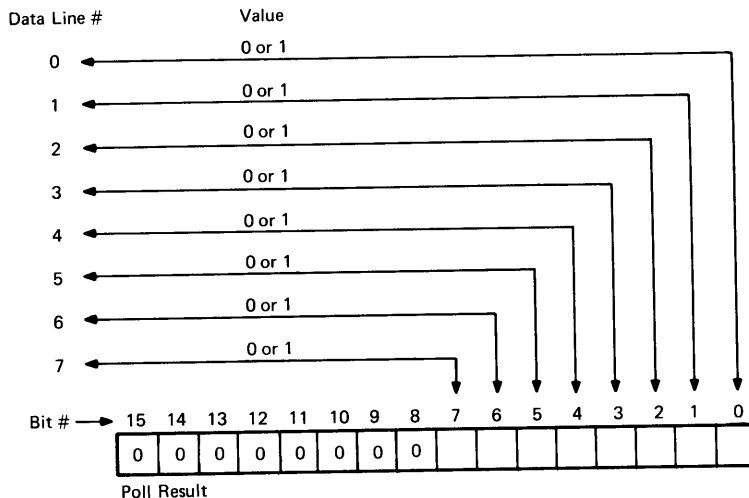 Data Line # Value
0 0 or 1
1 0 or 1
2 0 or 1
3 0 or 1
4 0 or 1
5 0 or 1
6 0 or 1
7 0 or 1
Bit # 15 14 13 12 11 10 9 8 7 6 5 4 3 2 1 0
0 0 0 0 0 0 0 0
Poll Result